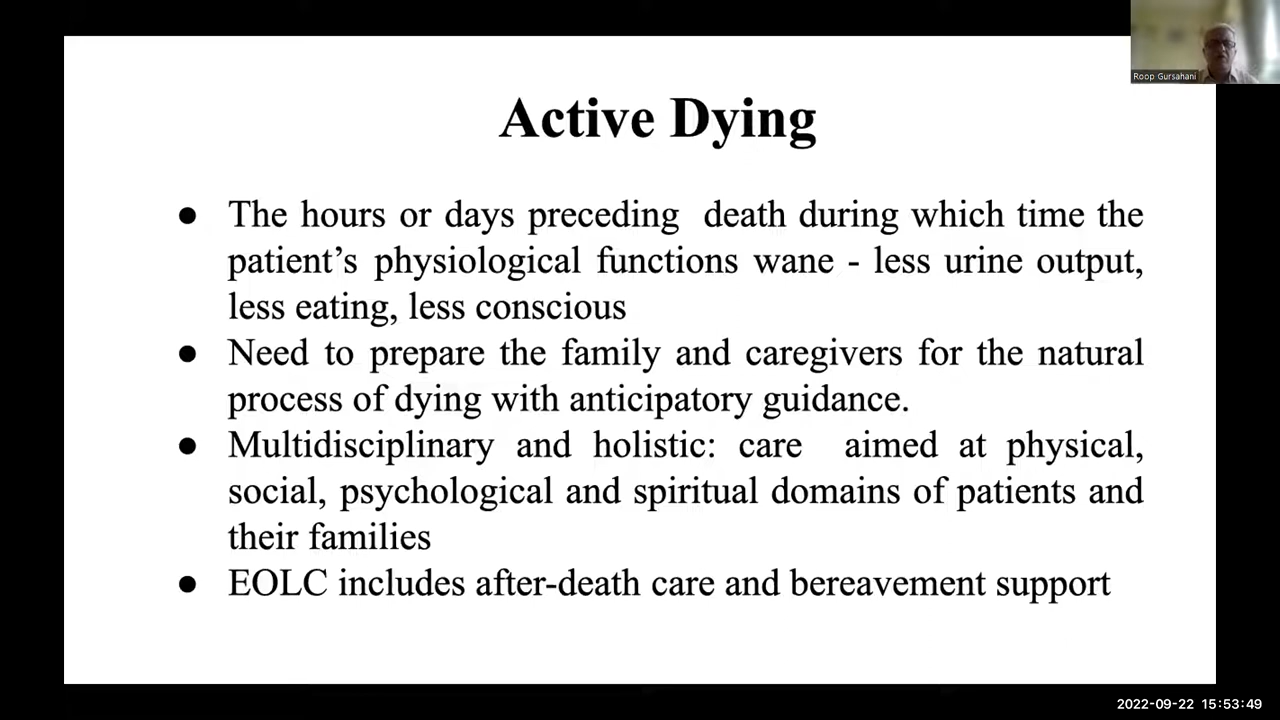 Roop Gursahani
Active Dying
● The hours or days preceding death during which time the
patient’s physiological functions wane - less urine output,
less eating, less conscious
● Need to prepare the family and caregivers for the natural
process of dying with anticipatory guidance.
● Multidisciplinary and holistic: care aimed at physical,
social, psychological and spiritual domains of patients and
their families
● EOLC includes after-death care and bereavement support
2022-09-22 15:53:49